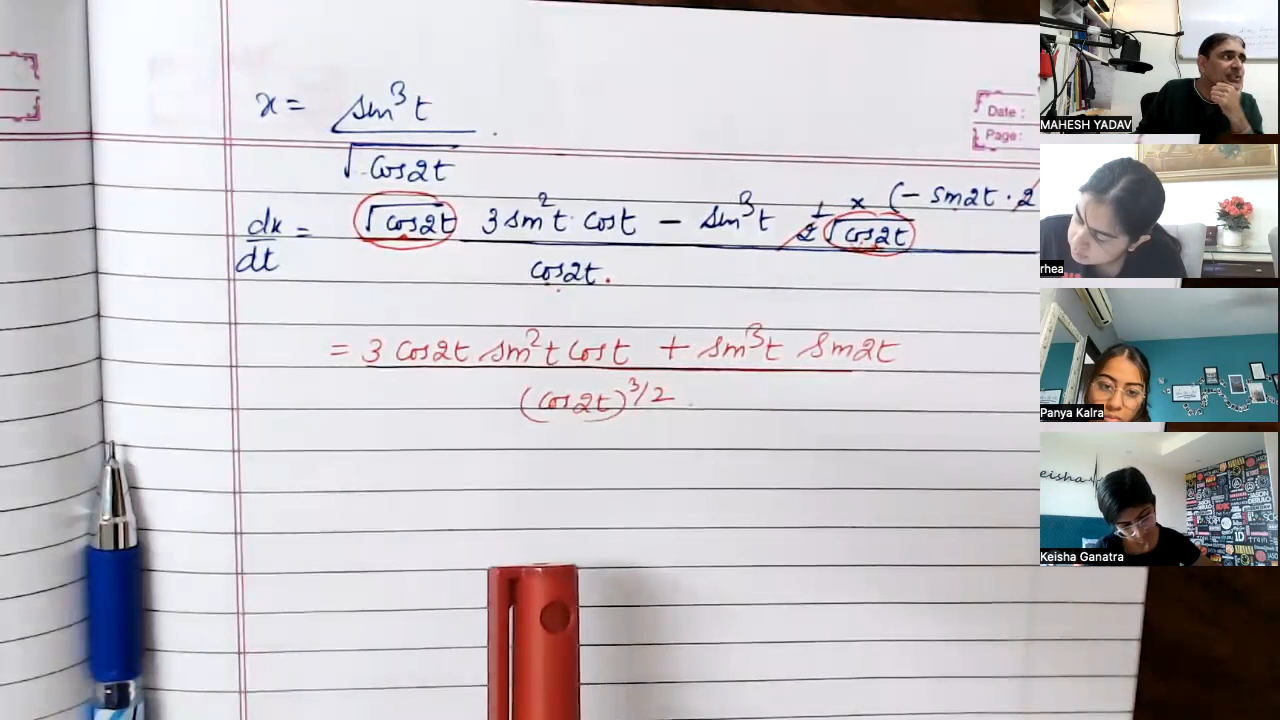 x = sin³t
√cos2t
Date :
Page:
dx/dt = √cos2t 3sin²t cost − sin³t 1/2√cos2t × (−sin2t · 2
cos2t.
= 3 cos2t sin²t cost + sin³t sin2t
(cos2t)^3/2
MAHESH YADAV
rhea
Panya Kalra
eisha
Keisha Ganatra